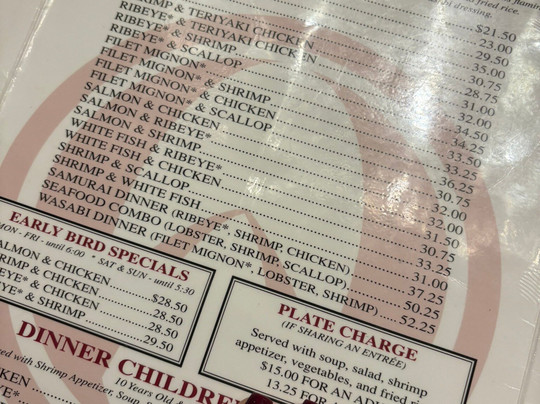 flaming
fried rice.
dressing.
SHRIMP & TERIYAKI CHICKEN
RIBEYE* & TERIYAKI CHICKEN
RIBEYE* & SHRIMP
RIBEYE* & SCALLOP
FILET MIGNON*
FILET MIGNON* & SHRIMP
FILET MIGNON* & CHICKEN
FILET MIGNON* & SCALLOP
SALMON & CHICKEN
SALMON & RIBEYE*
WHITE FISH & RIBEYE*
WHITE FISH & CHICKEN
SHRIMP & SCALLOP
SHRIMP & WHITE FISH
SAMURAI DINNER (RIBEYE*, SHRIMP, CHICKEN)
SEAFOOD COMBO (LOBSTER, SHRIMP, SCALLOP)
WASABI DINNER (FILET MIGNON*, LOBSTER, SHRIMP)
$21.50
23.00
29.50
35.00
30.75
28.75
31.00
32.00
34.50
34.25
33.50
33.25
36.25
30.75
32.00
32.00
31.50
30.75
33.25
31.00
37.25
50.25
52.25
EARLY BIRD SPECIALS
MON - FRI - until 6:00 * SAT & SUN - until 5:30
SALMON & CHICKEN $28.50
SHRIMP & CHICKEN 28.50
RIBEYE* & CHICKEN 28.50
RIBEYE* & SHRIMP 29.50
PLATE CHARGE
(IF SHARING AN ENTRÉE)
Served with soup, salad, shrimp
appetizer, vegetables, and fried
$15.00 FOR AN
13.25 FOR A
DINNER CHILDRE
10 Years Old &
with Shrimp Appetizer, Soup,